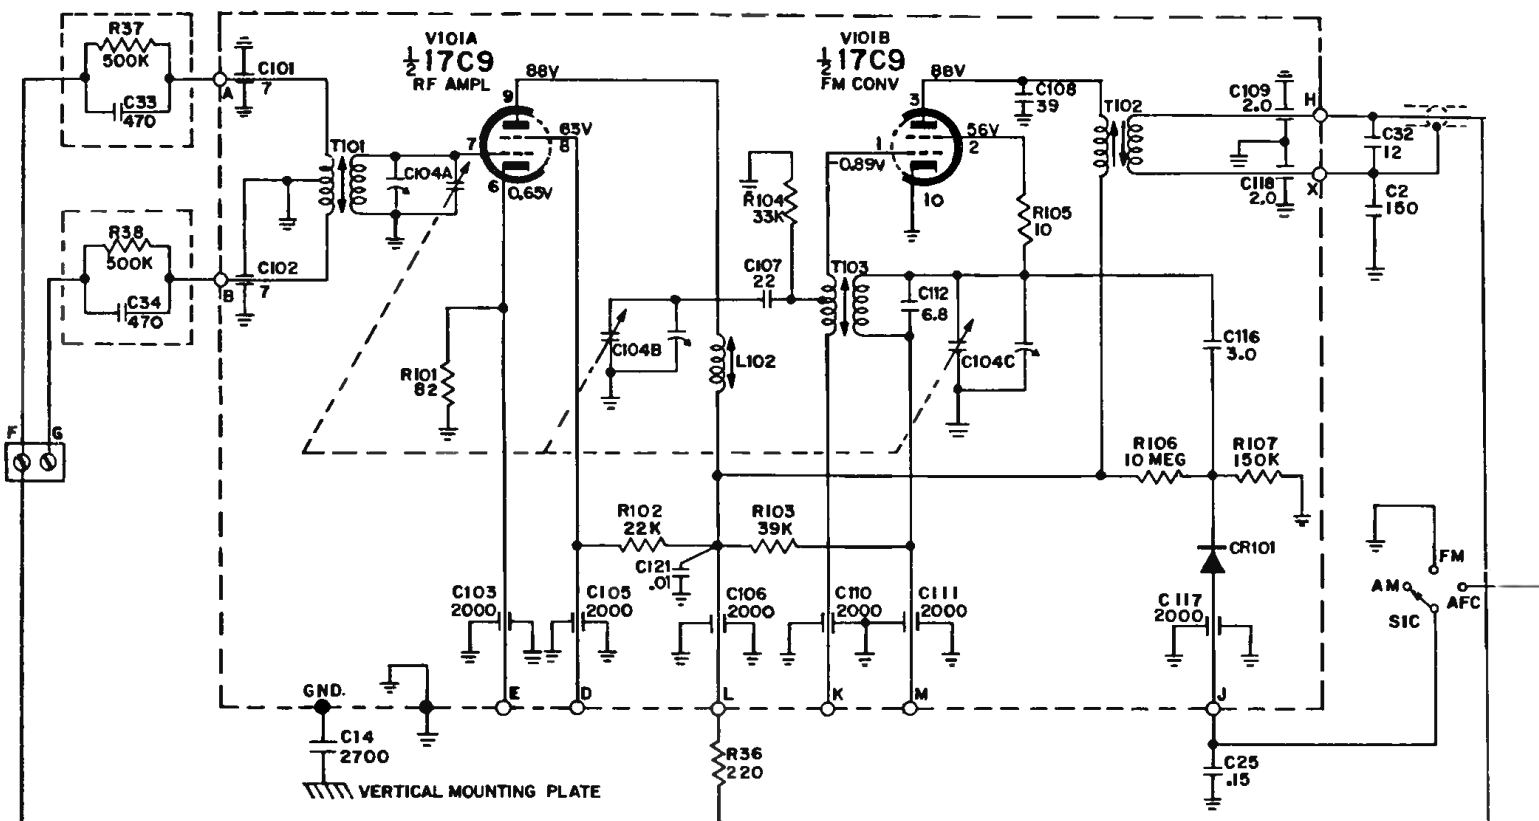 R37
500K
C33
470
R38
500K
C34
470
F
G
A
B
C101
7
C102
7
T101
C104A
V101A
½ 17C9
RF AMPL
9
88V
63V
8
7
6
0.65V
R101
82
C104B
L102
C107
22
R104
33K
V101B
½ 17C9
FM CONV
3
88V
C108
39
1
56V
2
-0.89V
10
R105
10
T102
T103
C112
6.8
C104C
C116
3.0
C109
2.0
H
C118
2.0
X
C32
12
C2
150
R106
10 MEG
R107
150K
R102
22K
R103
39K
C121
.01
CR101
C103
2000
C105
2000
C106
2000
C110
2000
C111
2000
C117
2000
FM
AM
AFC
S1C
GND.
E
D
L
K
M
J
C14
2700
VERTICAL MOUNTING PLATE
R36
220
C25
.15